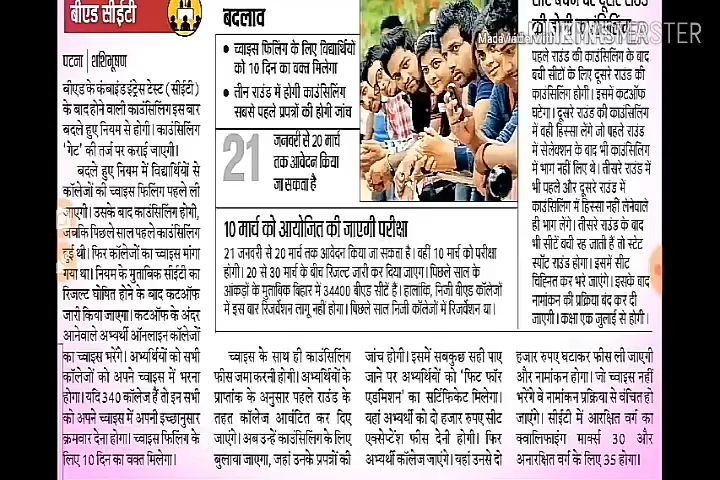 बीएड सीईटी
पटना | शशिभूषण
बीएड के कंबाइंड इंट्रेस टेस्ट (सीईटी)
के बाद होने वाली काउंसिलिंग इस बार
बदले हुए नियम से होगी। काउंसिलिंग
'गेट' की तर्ज पर कराई जाएगी।
बदले हुए नियम में विद्यार्थियों से
कॉलेजों की च्वाइस फिलिंग पहले ली
जाएगी। उसके बाद काउंसिलिंग होगी,
जबकि पिछले साल पहले काउंसिलिंग
हुई थी। फिर कॉलेजों का च्वाइस मांगा
गया था। नियम के मुताबिक सीईटी का
रिजल्ट घोषित होने के बाद कटऑफ
जारी किया जाएगा। कटऑफ के अंदर
आनेवाले अभ्यर्थी ऑनलाइन कॉलेजों
का च्वाइस भरेंगे। अभ्यर्थियों को सभी
कॉलेजों को अपने च्वाइस में भरना
होगा। यदि 340 कॉलेज हैं तो इन सभी
को अपने च्वाइस में अपनी इच्छानुसार
क्रमवार देना होगा। च्वाइस फिलिंग के
लिए 10 दिन का वक्त मिलेगा।
बदलाव
• च्वाइस फिलिंग के लिए विद्यार्थियों
को 10 दिन का वक्त मिलेगा
• तीन राउंड में होगी काउंसिलिंग
सबसे पहले प्रपत्रों की होगी जांच
21 जनवरी से 20 मार्च
तक आवेदन किया
जा सकता है
10 मार्च को आयोजित की जाएगी परीक्षा
21 जनवरी से 20 मार्च तक आवेदन किया जा सकता है। वहीं 10 मार्च को परीक्षा
होगी। 20 से 30 मार्च के बीच रिजल्ट जारी कर दिया जाएगा। पिछले साल के
आंकड़ों के मुताबिक बिहार में 34400 बीएड सीटें हैं। हालांकि, निजी बीएड कॉलेजों
में इस बार रिजर्वेशन लागू नहीं होगा। पिछले साल निजी कॉलेजों में रिजर्वेशन था।
च्वाइस के साथ ही काउंसिलिंग
फीस जमा करनी होगी। अभ्यर्थियों के
प्राप्तांक के अनुसार पहले राउंड के
तहत कॉलेज आवंटित कर दिए
जाएंगे। अब उन्हें काउंसिलिंग के लिए
बुलाया जाएगा, जहां उनके प्रपत्रों की
जांच होगी। इसमें सबकुछ सही पाए
जाने पर अभ्यर्थियों को 'फिट फॉर
एडमिशन' का सर्टिफिकेट मिलेगा।
यहां अभ्यर्थी को दो हजार रुपए सीट
एक्सेप्टेंश फीस देनी होगी। फिर
अभ्यर्थी कॉलेज जाएंगे। यहां उनसे दो
हजार रुपए घटाकर फीस ली जाएगी
और नामांकन होगा। जो च्वाइस नहीं
भरेंगे वे नामांकन प्रक्रिया से वंचित हो
जाएंगे। सीईटी में आरक्षित वर्ग का
क्वालिफाइंग मार्क्स 30 और
अनारक्षित वर्ग के लिए 35 होगा।
की होगी काउंसिलिंग
पहले राउंड की काउंसिलिंग के बाद
बची सीटों के लिए दूसरे राउंड की
काउंसिलिंग होगी। इसमें कटऑफ
घटेगा। दूसरे राउंड की काउंसिलिंग
में वही हिस्सा लेंगे जो पहले राउंड
में सेलेक्शन के बाद भी काउंसिलिंग
में भाग नहीं लिए थे। तीसरे राउंड में
भी पहले और दूसरे राउंड में
काउंसिलिंग में हिस्सा नहीं लेनेवाले
ही भाग लेंगे। तीसरे राउंड के बाद
भी सीटें बची रह जाती हैं तो स्टेट
स्पॉट राउंड होगा। इसमें सीट
चिह्नित कर भरे जाएंगे। इसके बाद
नामांकन की प्रक्रिया बंद कर दी
जाएगी। कक्षा एक जुलाई से होगी।
KINEMASTER